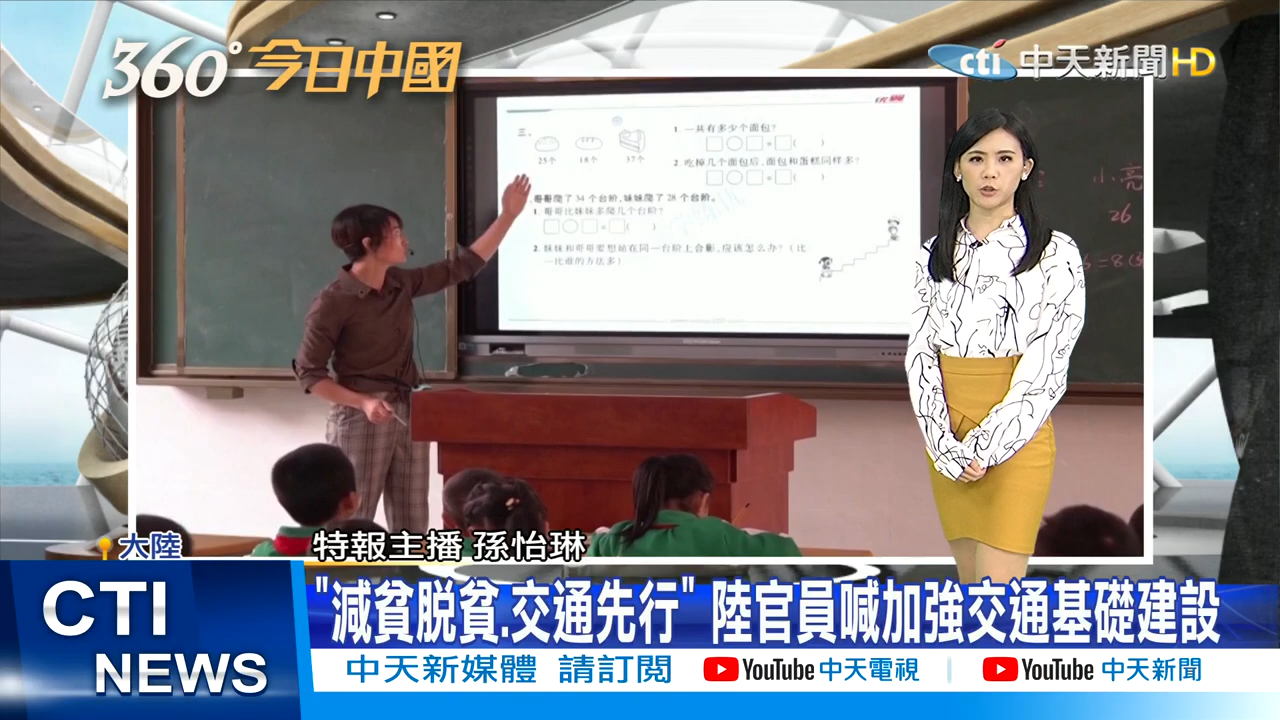 360°今日中國
cti 中天新聞HD
三、
25个 18个 37个
1. 一共有多少个面包?
□○□=□( )
2. 吃掉几个面包后,面包和蛋糕同样多?
□○□=□( )
哥哥爬了34个台阶,妹妹爬了28个台阶。
1. 哥哥比妹妹多爬几个台阶?
□○□=□( )
2. 妹妹和哥哥要想站在同一台阶上合影,应该怎么办?(比
一比谁的方法多)
小亮
26
=8(
大陸
特報主播 孫怡琳
"減貧脱貧.交通先行" 陸官員喊加強交通基礎建設
CTI
NEWS
中天新媒體 請訂閱 YouTube 中天電視 | YouTube 中天新聞